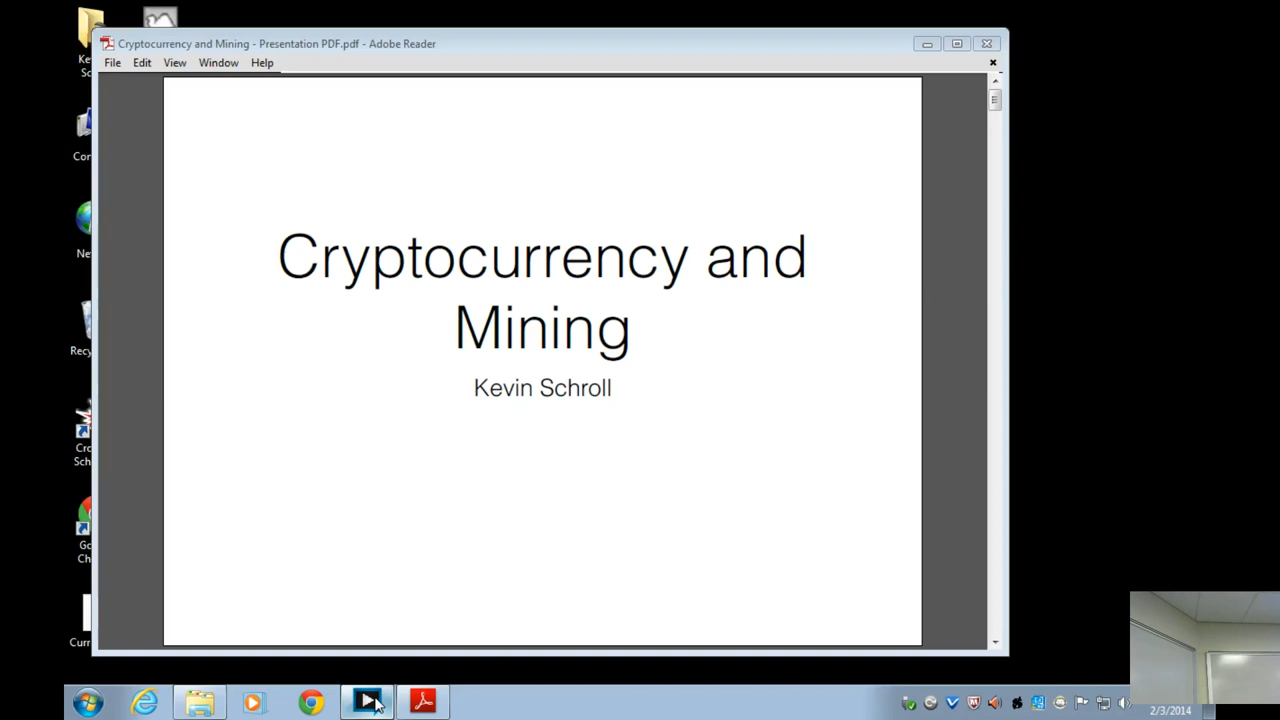 Cryptocurrency and Mining - Presentation PDF.pdf - Adobe Reader
File Edit View Window Help
Cryptocurrency and
Mining
Kevin Schroll
2/3/2014